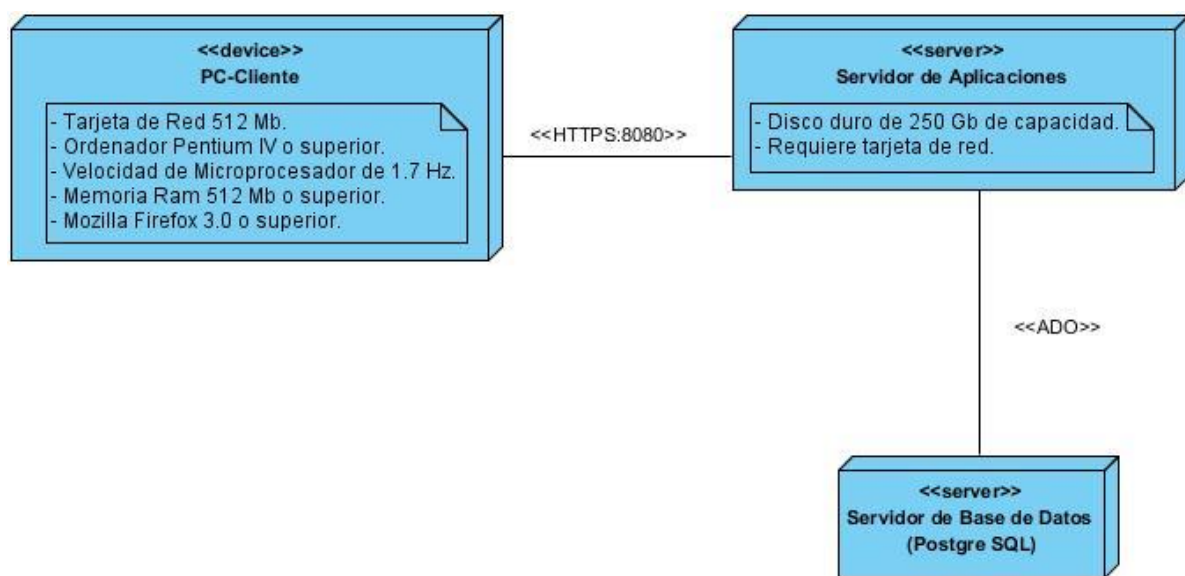 <<device>>
PC-Cliente
- Tarjeta de Red 512 Mb.
- Ordenador Pentium IV o superior.
- Velocidad de Microprocesador de 1.7 Hz.
- Memoria Ram 512 Mb o superior.
- Mozilla Firefox 3.0 o superior.
<<HTTPS:8080>>
<<server>>
Servidor de Aplicaciones
- Disco duro de 250 Gb de capacidad.
- Requiere tarjeta de red.
<<ADO>>
<<server>>
Servidor de Base de Datos
(Postgre SQL)